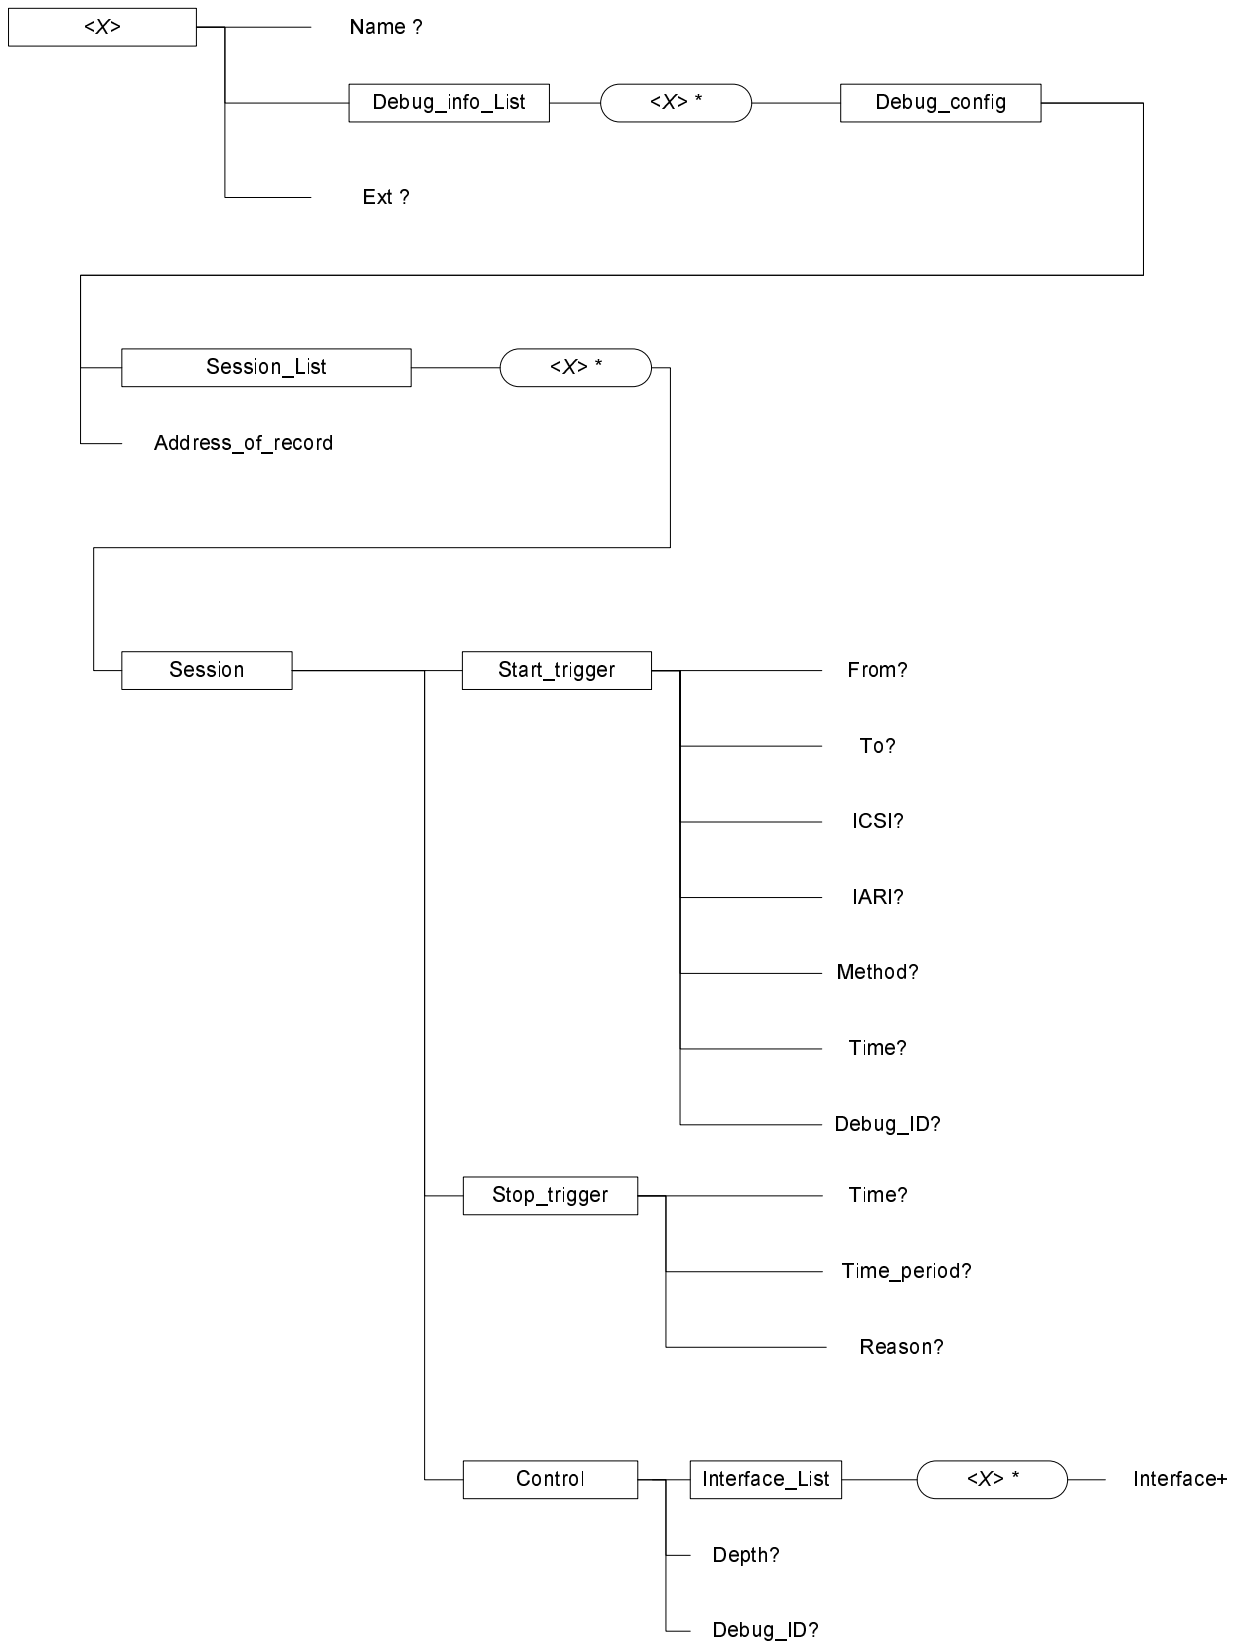 <X>
Name ?
Debug_info_List
<X> *
Debug_config
Ext ?
Session_List
<X> *
Address_of_record
Session
Start_trigger
From?
To?
ICSI?
IARI?
Method?
Time?
Debug_ID?
Stop_trigger
Time?
Time_period?
Reason?
Control
Interface_List
<X> *
Interface+
Depth?
Debug_ID?